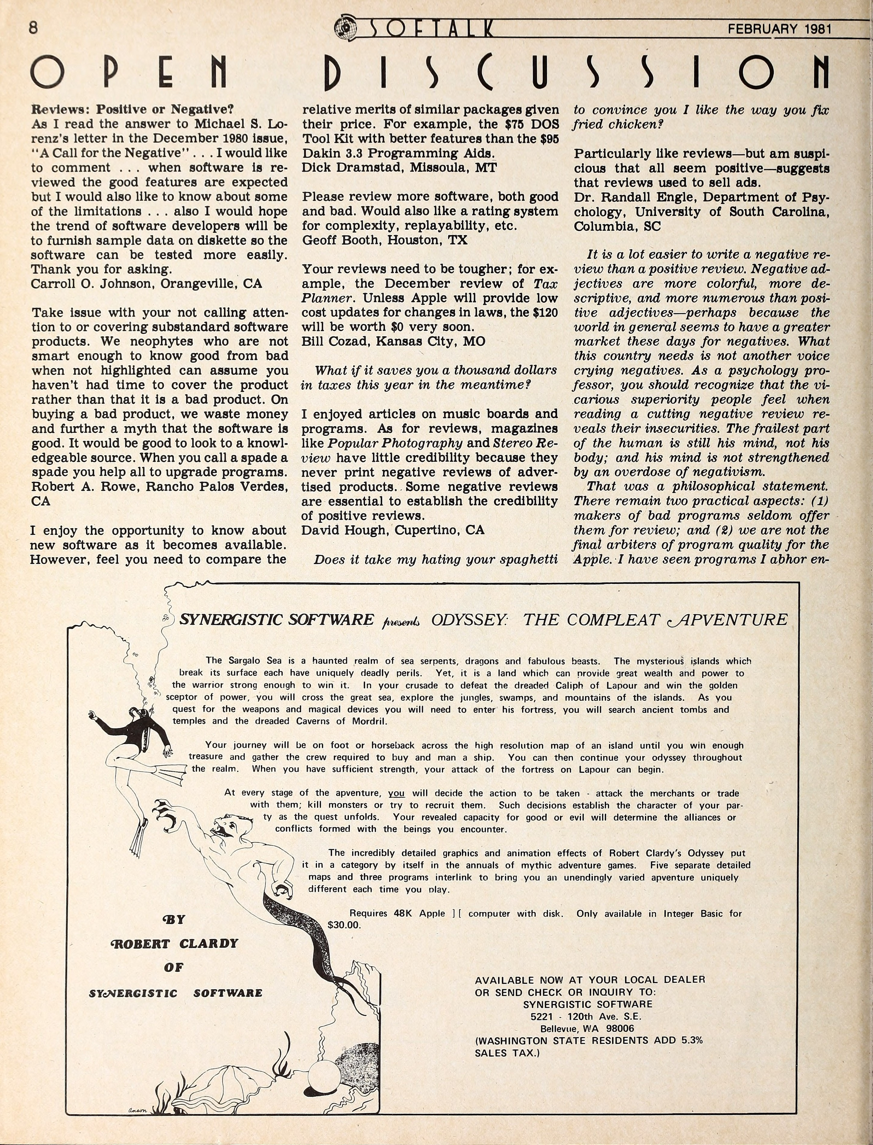 8
SOFTALK
FEBRUARY 1981
OPEN DISCUSSION
Reviews: Positive or Negative?
As I read the answer to Michael S. Lo-
renz's letter in the December 1980 issue,
"A Call for the Negative" . . . I would like
to comment . . . when software is re-
viewed the good features are expected
but I would also like to know about some
of the limitations . . . also I would hope
the trend of software developers will be
to furnish sample data on diskette so the
software can be tested more easily.
Thank you for asking.
Carroll O. Johnson, Orangeville, CA
Take issue with your not calling atten-
tion to or covering substandard software
products. We neophytes who are not
smart enough to know good from bad
when not highlighted can assume you
haven't had time to cover the product
rather than that it is a bad product. On
buying a bad product, we waste money
and further a myth that the software is
good. It would be good to look to a knowl-
edgeable source. When you call a spade a
spade you help all to upgrade programs.
Robert A. Rowe, Rancho Palos Verdes,
CA
I enjoy the opportunity to know about
new software as it becomes available.
However, feel you need to compare the
relative merits of similar packages given
their price. For example, the $75 DOS
Tool Kit with better features than the $95
Dakin 3.3 Programming Aids.
Dick Dramstad, Missoula, MT
Please review more software, both good
and bad. Would also like a rating system
for complexity, replayability, etc.
Geoff Booth, Houston, TX
Your reviews need to be tougher; for ex-
ample, the December review of Tax
Planner. Unless Apple will provide low
cost updates for changes in laws, the $120
will be worth $0 very soon.
Bill Cozad, Kansas City, MO
What if it saves you a thousand dollars
in taxes this year in the meantime?
I enjoyed articles on music boards and
programs. As for reviews, magazines
like Popular Photography and Stereo Re-
view have little credibility because they
never print negative reviews of adver-
tised products. Some negative reviews
are essential to establish the credibility
of positive reviews.
David Hough, Cupertino, CA
Does it take my hating your spaghetti
to convince you I like the way you fix
fried chicken?
Particularly like reviews—but am suspi-
cious that all seem positive—suggests
that reviews used to sell ads.
Dr. Randall Engle, Department of Psy-
chology, University of South Carolina,
Columbia, SC
It is a lot easier to write a negative re-
view than a positive review. Negative ad-
jectives are more colorful, more de-
scriptive, and more numerous than posi-
tive adjectives—perhaps because the
world in general seems to have a greater
market these days for negatives. What
this country needs is not another voice
crying negatives. As a psychology pro-
fessor, you should recognize that the vi-
carious superiority people feel when
reading a cutting negative review re-
veals their insecurities. The frailest part
of the human is still his mind, not his
body; and his mind is not strengthened
by an overdose of negativism.
That was a philosophical statement.
There remain two practical aspects: (1)
makers of bad programs seldom offer
them for review; and (2) we are not the
final arbiters of program quality for the
Apple. I have seen programs I abhor en-
SYNERGISTIC SOFTWARE presents ODYSSEY: THE COMPLEAT APVENTURE
The Sargalo Sea is a haunted realm of sea serpents, dragons and fabulous beasts. The mysterious islands which
break its surface each have uniquely deadly perils. Yet, it is a land which can provide great wealth and power to
the warrior strong enough to win it. In your crusade to defeat the dreaded Caliph of Lapour and win the golden
sceptor of power, you will cross the great sea, explore the jungles, swamps, and mountains of the islands. As you
quest for the weapons and magical devices you will need to enter his fortress, you will search ancient tombs and
temples and the dreaded Caverns of Mordril.
Your journey will be on foot or horseback across the high resolution map of an island until you win enough
treasure and gather the crew required to buy and man a ship. You can then continue your odyssey throughout
the realm. When you have sufficient strength, your attack of the fortress on Lapour can begin.
At every stage of the apventure, you will decide the action to be taken - attack the merchants or trade
with them; kill monsters or try to recruit them. Such decisions establish the character of your par-
ty as the quest unfolds. Your revealed capacity for good or evil will determine the alliances or
conflicts formed with the beings you encounter.
The incredibly detailed graphics and animation effects of Robert Clardy's Odyssey put
it in a category by itself in the annals of mythic adventure games. Five separate detailed
maps and three programs interlink to bring you an unendingly varied apventure uniquely
different each time you play.
Requires 48K Apple ][ computer with disk. Only available in Integer Basic for
$30.00.
BY
ROBERT CLARDY
OF
SYNERGISTIC SOFTWARE
AVAILABLE NOW AT YOUR LOCAL DEALER
OR SEND CHECK OR INQUIRY TO:
SYNERGISTIC SOFTWARE
5221 - 120th Ave. S.E.
Bellevue, WA 98006
(WASHINGTON STATE RESIDENTS ADD 5.3%
SALES TAX.)